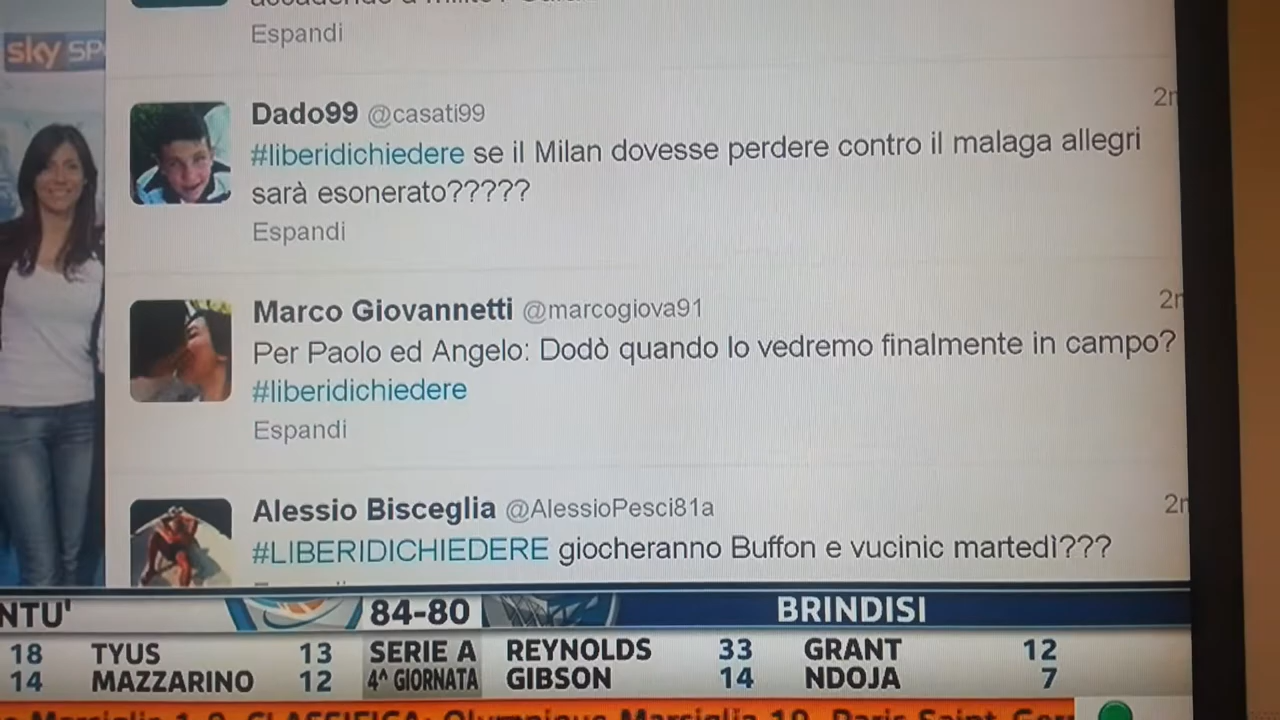 Espandi
sky SP
Dado99 @casati99
#liberidichiedere se il Milan dovesse perdere contro il malaga allegri
sarà esonerato?????
Espandi
Marco Giovannetti @marcogiova91
Per Paolo ed Angelo: Dodò quando lo vedremo finalmente in campo?
#liberidichiedere
Espandi
Alessio Bisceglia @AlessioPesci81a
#LIBERIDICHIEDERE giocheranno Buffon e vucinic martedì???
NTU' 84-80 BRINDISI
18 TYUS 13 SERIE A REYNOLDS 33 GRANT 12
14 MAZZARINO 12 4^ GIORNATA GIBSON 14 NDOJA 7